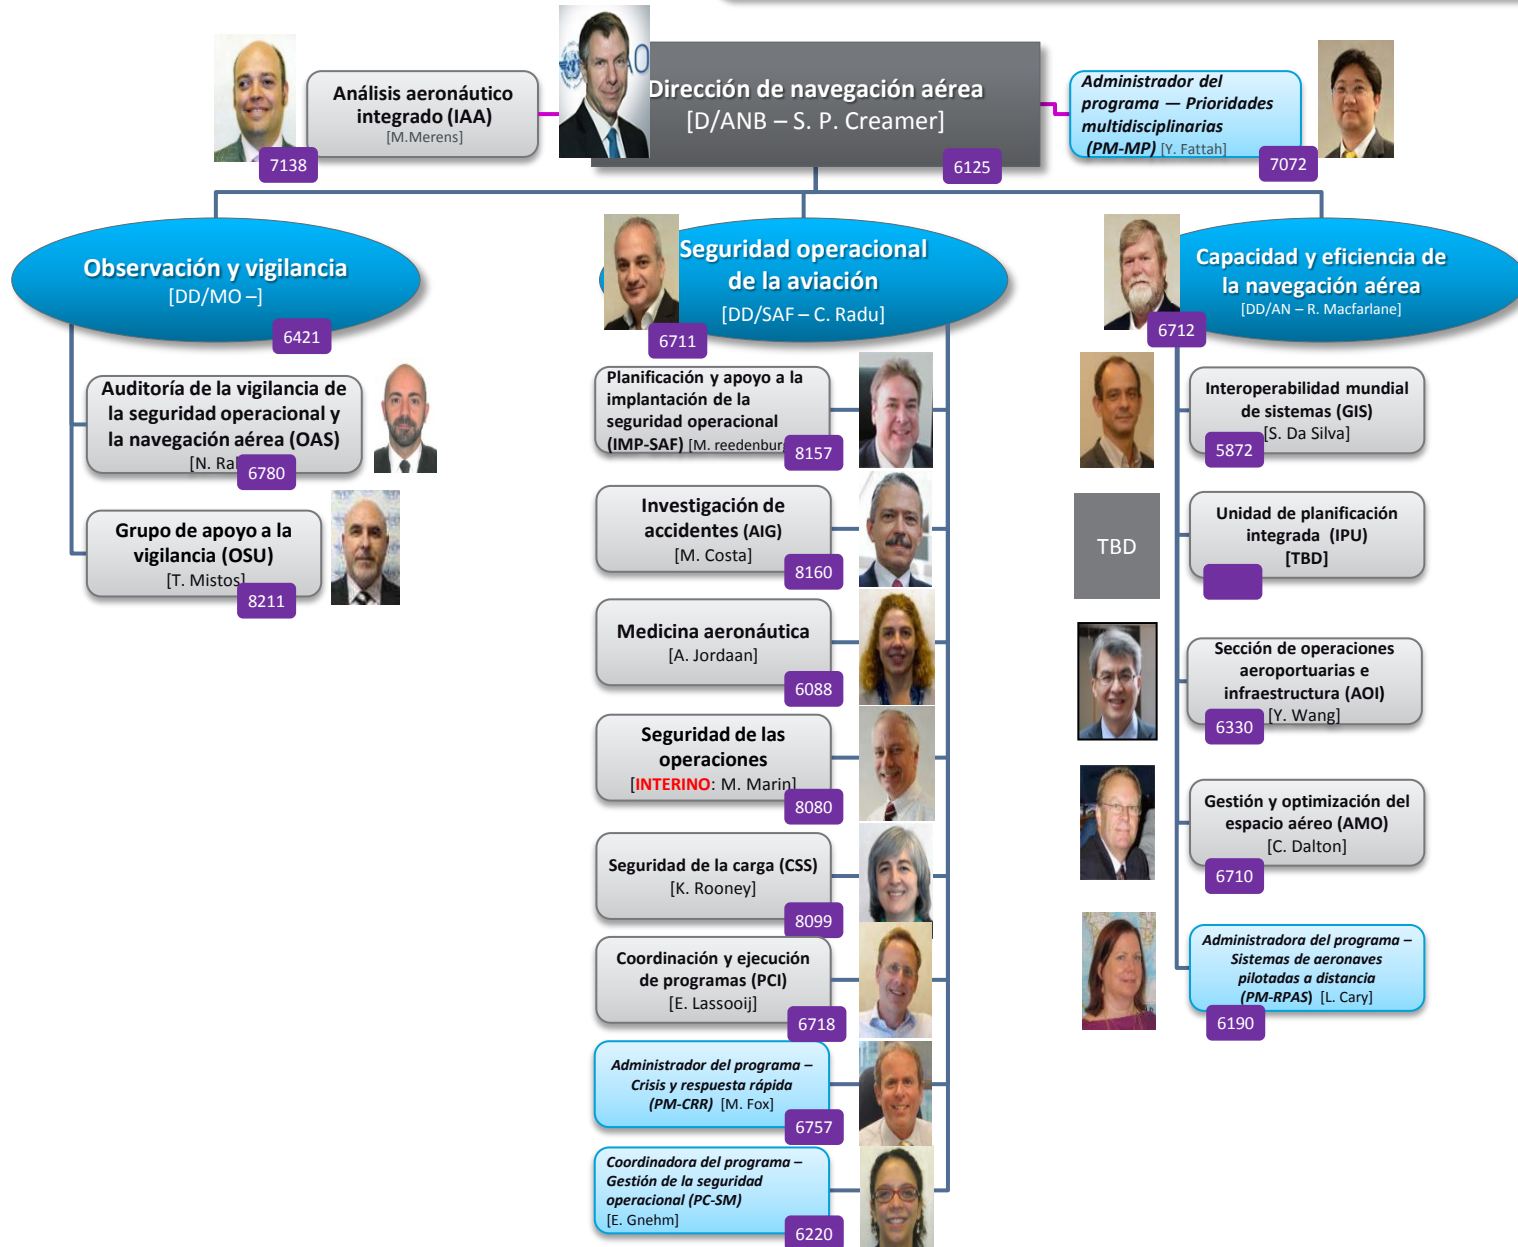 Análisis aeronáutico
integrado (IAA)
[M.Merens]
7138
Dirección de navegación aérea
[D/ANB – S. P. Creamer]
6125
Administrador del
programa — Prioridades
multidisciplinarias
(PM-MP) [Y. Fattah]
7072
Observación y vigilancia
[DD/MO –]
6421
Auditoría de la vigilancia de
la seguridad operacional y
la navegación aérea (OAS)
[N. Ra
6780
Grupo de apoyo a la
vigilancia (OSU)
[T. Mistos]
8211
Seguridad operacional
de la aviación
[DD/SAF – C. Radu]
6711
Planificación y apoyo a la
implantación de la
seguridad operacional
(IMP-SAF) [M. reedenburg
8157
Investigación de
accidentes (AIG)
[M. Costa]
8160
Medicina aeronáutica
[A. Jordaan]
6088
Seguridad de las
operaciones
[INTERINO: M. Marin]
8080
Seguridad de la carga (CSS)
[K. Rooney]
8099
Coordinación y ejecución
de programas (PCI)
[E. Lassooij]
6718
Administrador del programa –
Crisis y respuesta rápida
(PM-CRR) [M. Fox]
6757
Coordinadora del programa –
Gestión de la seguridad
operacional (PC-SM)
[E. Gnehm]
6220
Capacidad y eficiencia de
la navegación aérea
[DD/AN – R. Macfarlane]
6712
Interoperabilidad mundial
de sistemas (GIS)
[S. Da Silva]
5872
TBD
Unidad de planificación
integrada (IPU)
[TBD]
Sección de operaciones
aeroportuarias e
infraestructura (AOI)
[Y. Wang]
6330
Gestión y optimización del
espacio aéreo (AMO)
[C. Dalton]
6710
Administradora del programa –
Sistemas de aeronaves
pilotadas a distancia
(PM-RPAS) [L. Cary]
6190